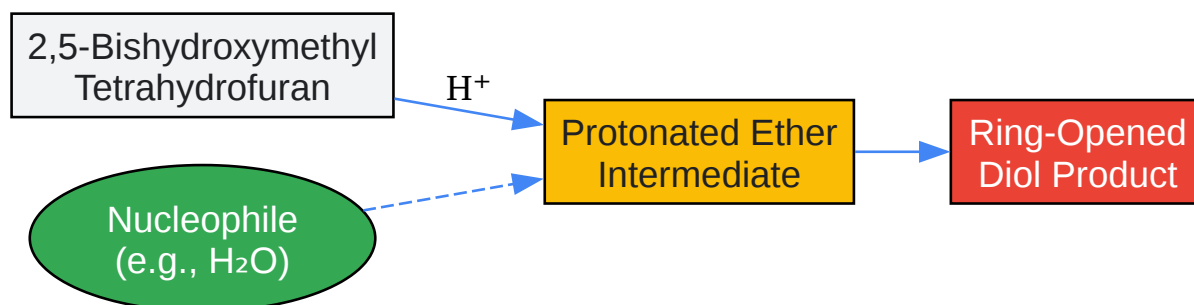 2,5-Bishydroxymethyl
Tetrahydrofuran
H⁺
Protonated Ether
Intermediate
Ring-Opened
Diol Product
Nucleophile
(e.g., H₂O)